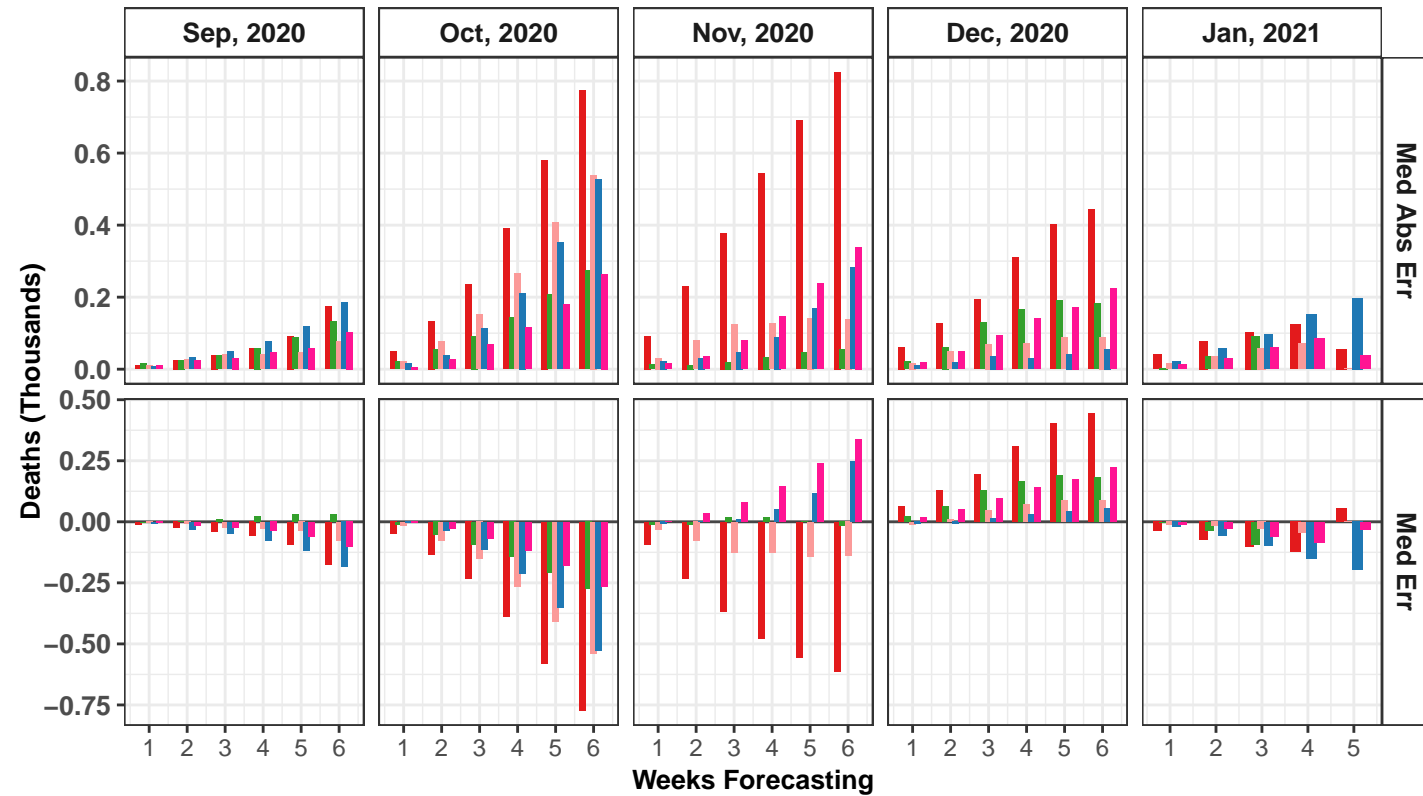 Sep, 2020 Oct, 2020 Nov, 2020 Dec, 2020 Jan, 2021
Deaths (Thousands)
0.8
0.6
0.4
0.2
0.0
Med Abs Err
0.50
0.25
0.00
−0.25
−0.50
−0.75
Med Err
1 2 3 4 5 6 1 2 3 4 5 6 1 2 3 4 5 6 1 2 3 4 5 6 1 2 3 4 5
Weeks Forecasting